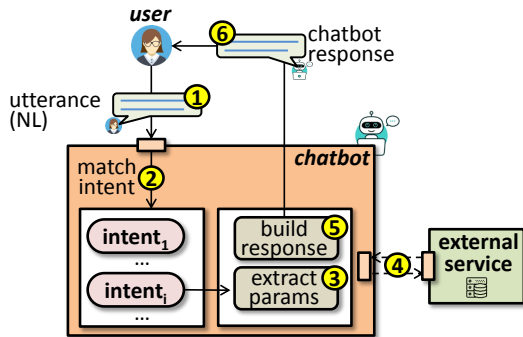 user
6
chatbot
response
utterance
(NL)
1
chatbot
match
intent
2
intent1
...
intenti
...
build
response
5
extract
params
3
4
external
service